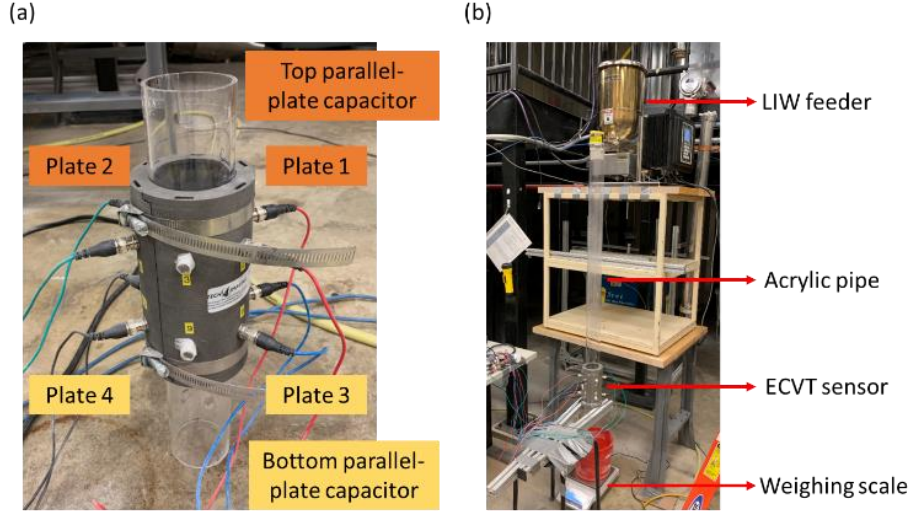 (a)
(b)
Top parallel-
plate capacitor
Plate 2
Plate 1
Plate 4
Plate 3
Bottom parallel-
plate capacitor
LIW feeder
Acrylic pipe
ECVT sensor
Weighing scale